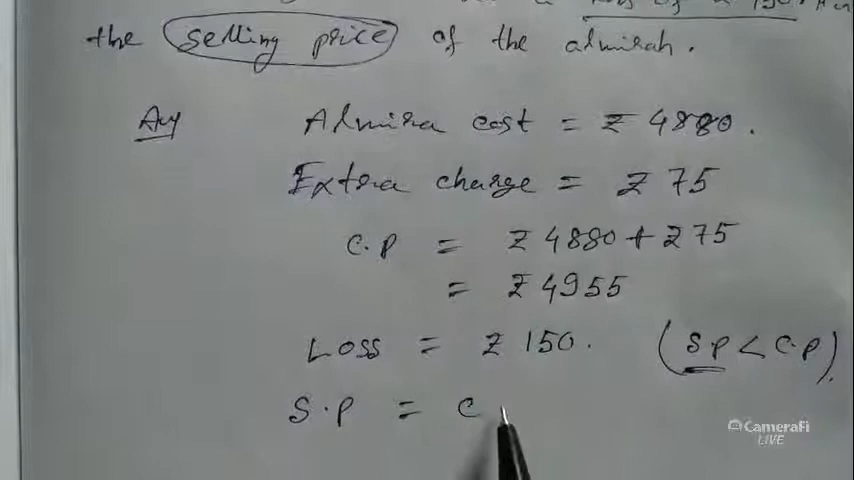 the selling price of the almirah.
Ans Almira cost = ₹ 4880.
Extra charge = ₹ 75
C.P = ₹ 4880 + ₹75
= ₹ 4955
Loss = ₹ 150. (S.P < C.P).
S.P = C
CameraFi
LIVE